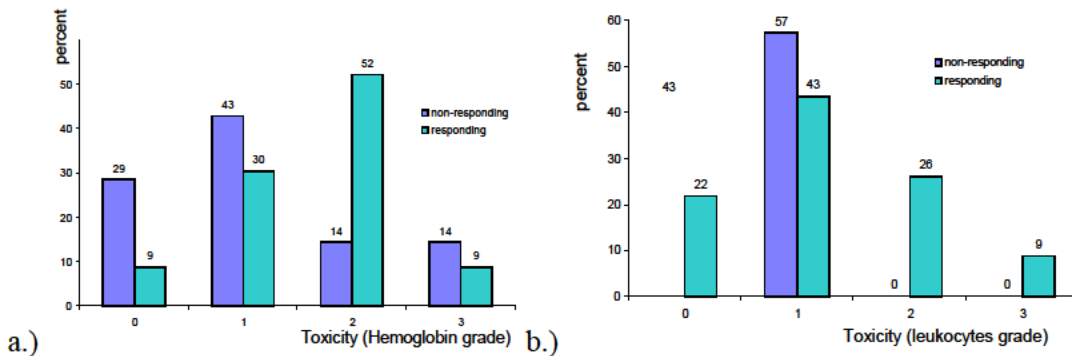 percent
50
40
30
20
10
0
29
9
43
30
14
52
14
9
non-responding
responding
0 1 2 3
a.)
Toxicity (Hemoglobin grade)
percent
60
50
40
30
20
10
0
43
22
57
43
0
26
0
9
non-responding
responding
0 1 2 3
b.)
Toxicity (leukocytes grade)